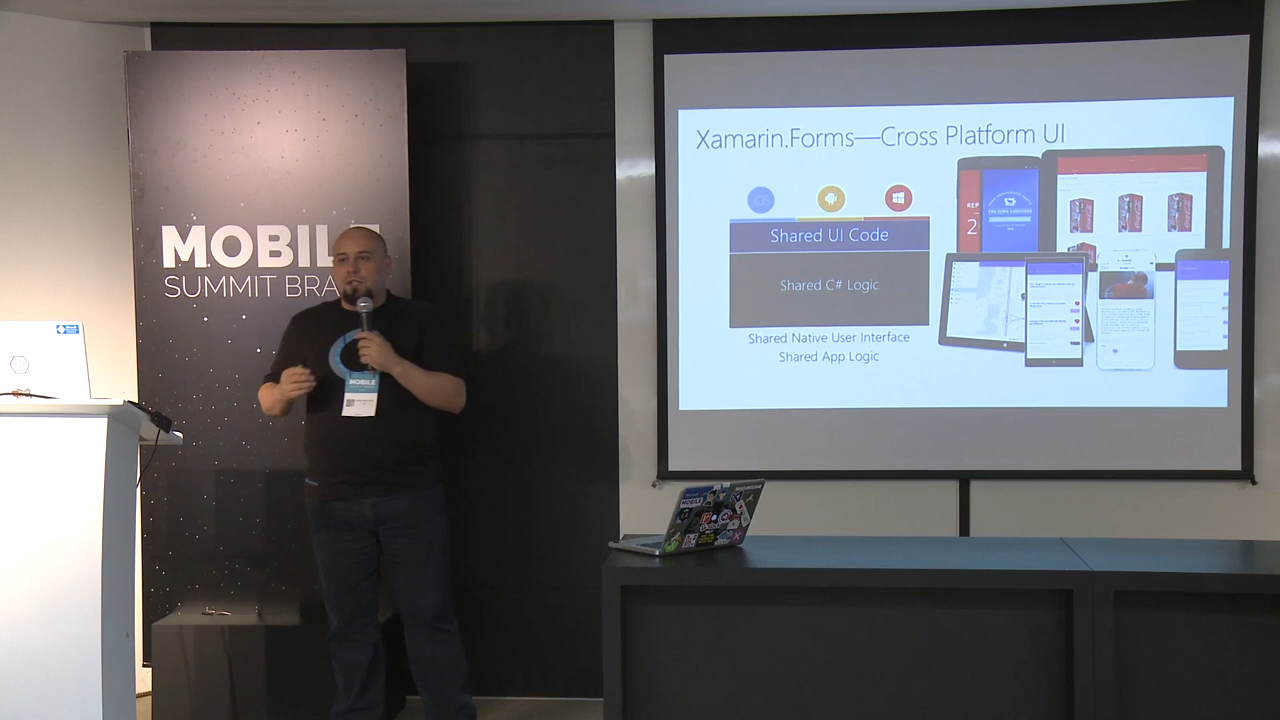 MOBILE
SUMMIT BRA
MOBILE
Xamarin.Forms—Cross Platform UI
iOS
Shared UI Code
Shared C# Logic
Shared Native User Interface
Shared App Logic